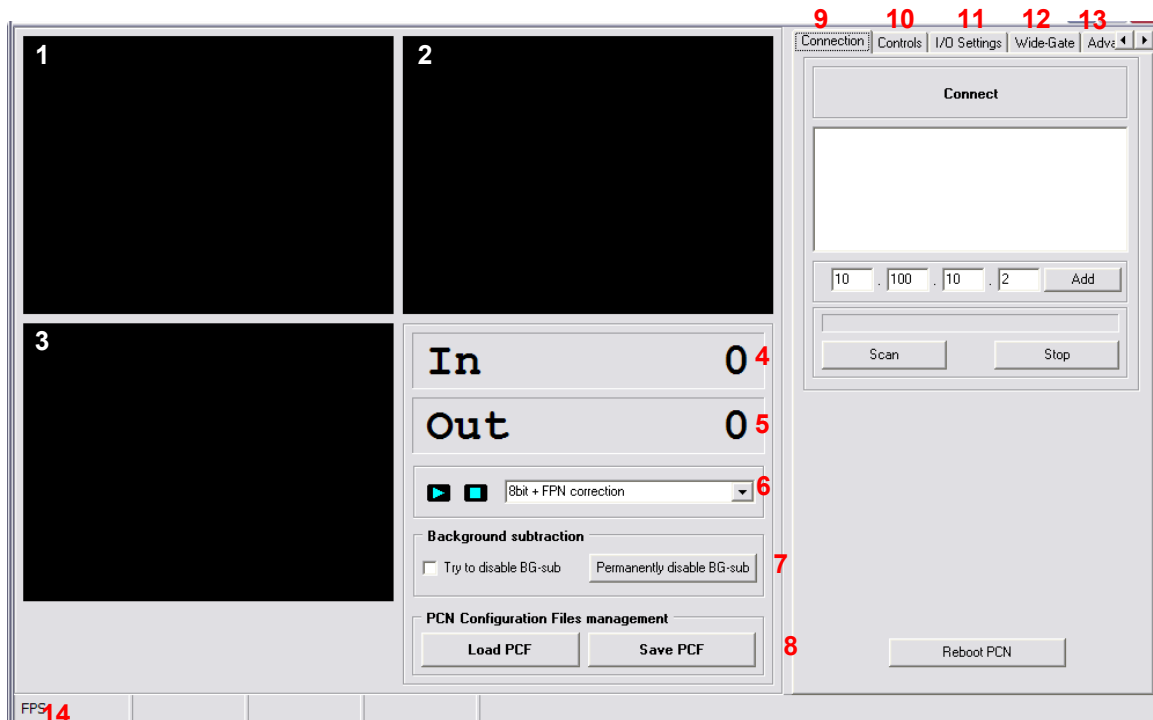 9 10 11 12 13
Connection Controls I/O Settings Wide-Gate Adva
1 2
Connect
10 . 100 . 10 . 2 Add
3
Scan Stop
In 0 4
Out 0 5
8bit + FPN correction 6
Background subtraction
Try to disable BG-sub Permanently disable BG-sub 7
PCN Configuration Files management
Load PCF Save PCF 8
Reboot PCN
FPS 14